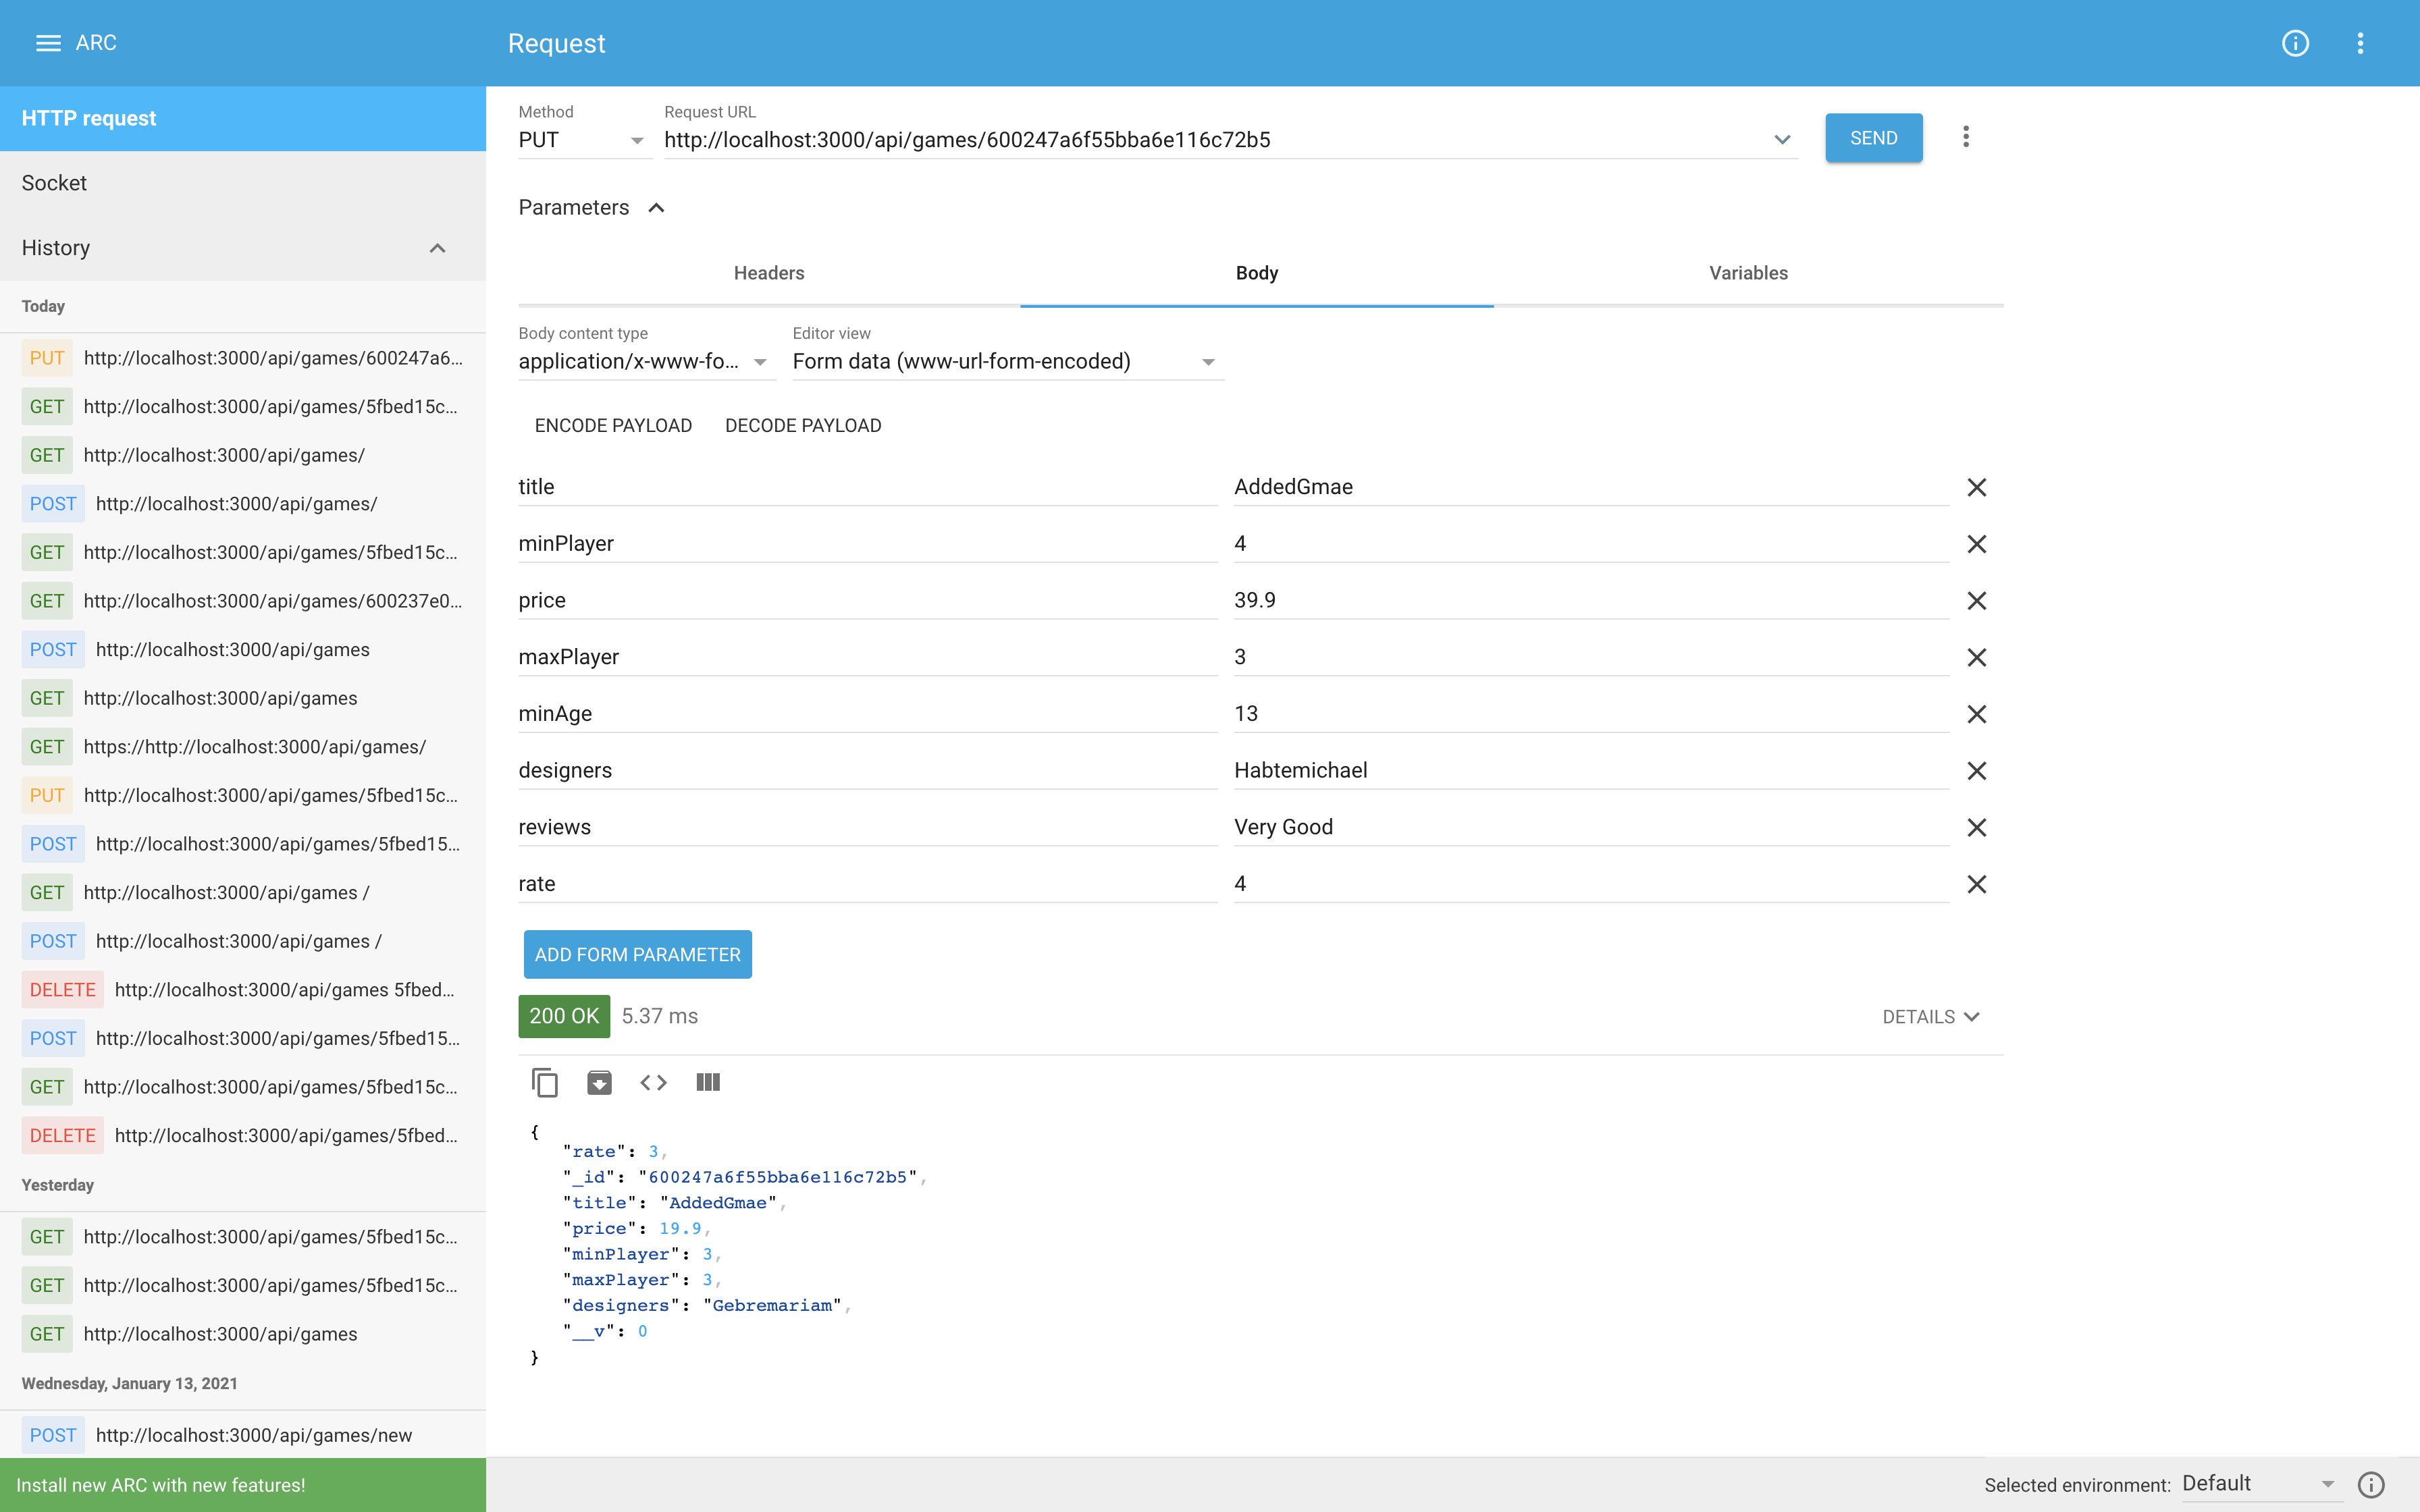 ARC
Request
HTTP request
Socket
History
Today
PUT http://localhost:3000/api/games/600247a6...
GET http://localhost:3000/api/games/5fbed15c...
GET http://localhost:3000/api/games/
POST http://localhost:3000/api/games/
GET http://localhost:3000/api/games/5fbed15c...
GET http://localhost:3000/api/games/600237e0...
POST http://localhost:3000/api/games
GET http://localhost:3000/api/games
GET https://http://localhost:3000/api/games/
PUT http://localhost:3000/api/games/5fbed15c...
POST http://localhost:3000/api/games/5fbed15...
GET http://localhost:3000/api/games /
POST http://localhost:3000/api/games /
DELETE http://localhost:3000/api/games 5fbed...
POST http://localhost:3000/api/games/5fbed15...
GET http://localhost:3000/api/games/5fbed15c...
DELETE http://localhost:3000/api/games/5fbed...
Yesterday
GET http://localhost:3000/api/games/5fbed15c...
GET http://localhost:3000/api/games/5fbed15c...
GET http://localhost:3000/api/games
Wednesday, January 13, 2021
POST http://localhost:3000/api/games/new
Install new ARC with new features!
Method Request URL
PUT http://localhost:3000/api/games/600247a6f55bba6e116c72b5 SEND
Parameters
Headers Body Variables
Body content type Editor view
application/x-www-fo... Form data (www-url-form-encoded)
ENCODE PAYLOAD DECODE PAYLOAD
title AddedGmae
minPlayer 4
price 39.9
maxPlayer 3
minAge 13
designers Habtemichael
reviews Very Good
rate 4
ADD FORM PARAMETER
200 OK 5.37 ms DETAILS
{
"rate": 3,
"_id": "600247a6f55bba6e116c72b5",
"title": "AddedGmae",
"price": 19.9,
"minPlayer": 3,
"maxPlayer": 3,
"designers": "Gebremariam",
"__v": 0
}
Selected environment: Default